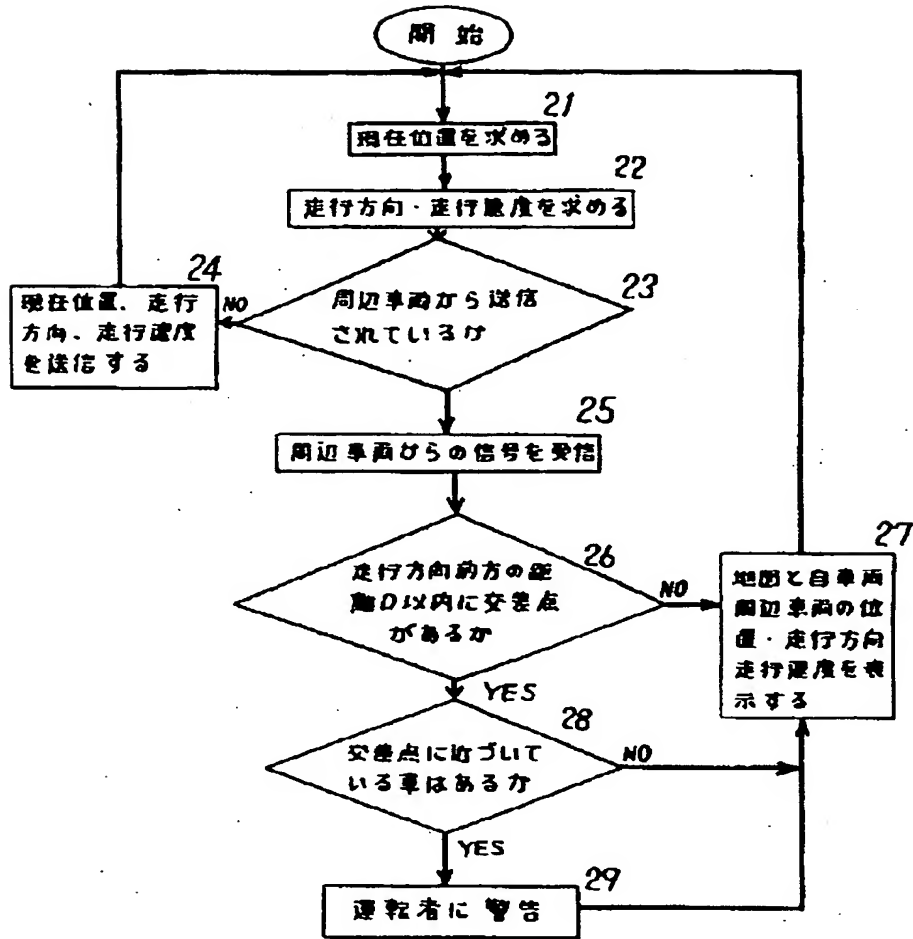 開始
21
現在位置を求める
22
走行方向・走行速度を求める
23
周辺車両から送信
されているか
24
NO
現在位置、走行
方向、走行速度
を送信する
25
周辺車両からの信号を受信
26
走行方向前方の距
離D以内に交差点
があるか
NO
27
地図と自車両
周辺車両の位
置・走行方向
走行速度を表
示する
YES
28
交差点に近づいて
いる車はあるか
NO
YES
29
運転者に警告